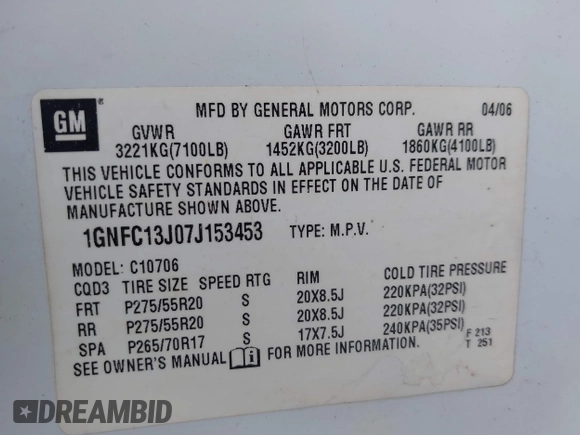 GM
MFD BY GENERAL MOTORS CORP. 04/06
GVWR GAWR FRT GAWR RR
3221KG(7100LB) 1452KG(3200LB) 1860KG(4100LB)
THIS VEHICLE CONFORMS TO ALL APPLICABLE U.S. FEDERAL MOTOR
VEHICLE SAFETY STANDARDS IN EFFECT ON THE DATE OF
MANUFACTURE SHOWN ABOVE.
1GNFC13J07J153453 TYPE: M.P.V.
MODEL: C10706
CQD3 TIRE SIZE SPEED RTG RIM COLD TIRE PRESSURE
FRT P275/55R20 S 20X8.5J 220KPA(32PSI)
RR P275/55R20 S 20X8.5J 220KPA(32PSI)
SPA P265/70R17 S 17X7.5J 240KPA(35PSI)
SEE OWNER'S MANUAL i FOR MORE INFORMATION.
F 213
T 251
DREAMBID